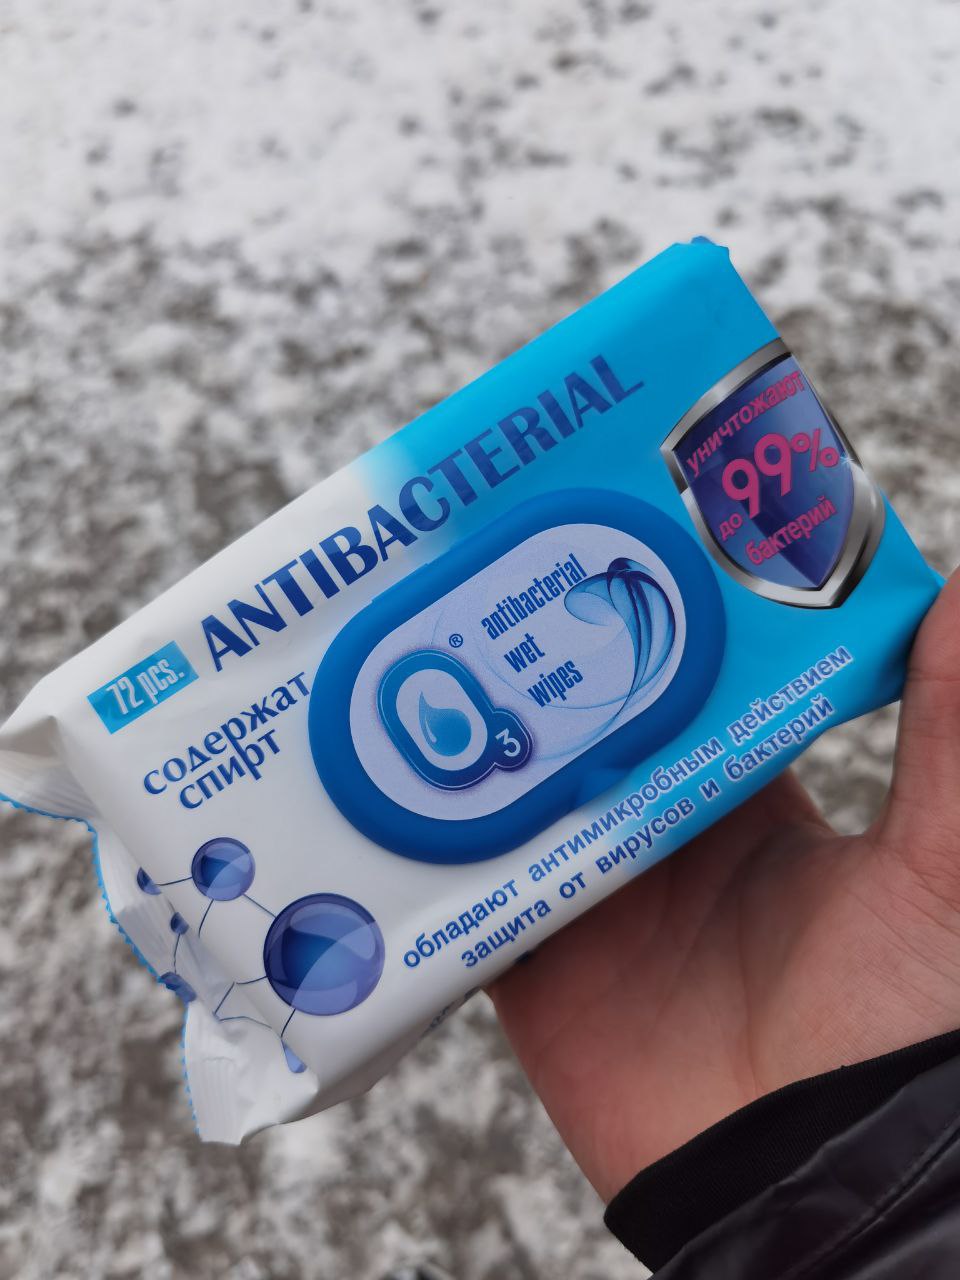 72 pcs.
ANTIBACTERIAL
содержат
спирт
®
O3
antibacterial
wet
wipes
уничтожают
до 99%
бактерий
обладают антимикробным действием
защита от вирусов и бактерий